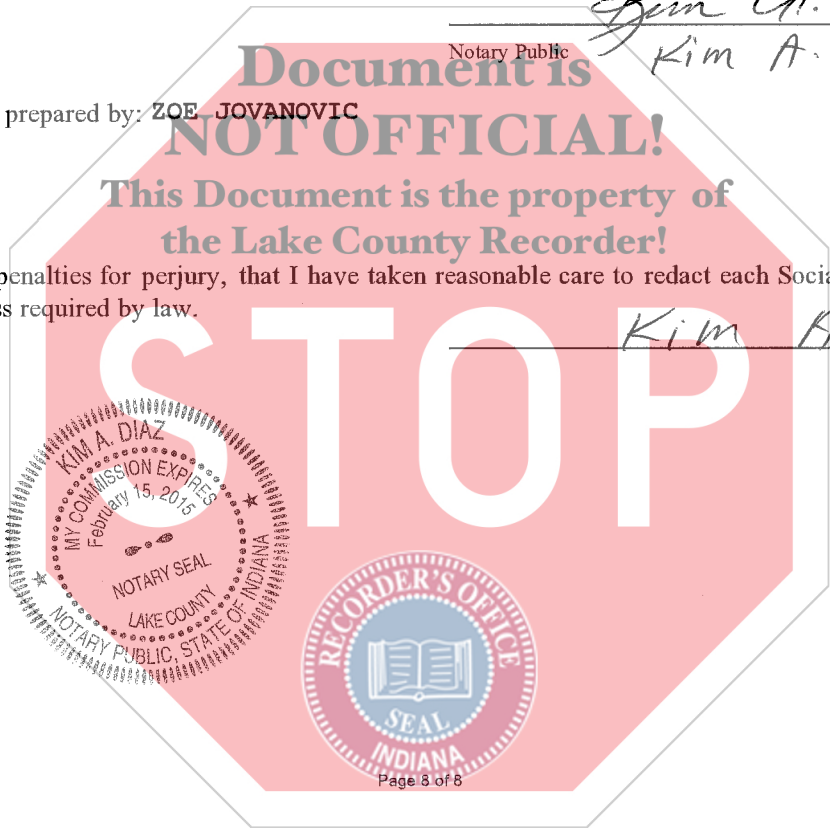 Kim A.
Notary Public
Kim A.
Document is
prepared by: ZOE JOVANOVIC
NOT OFFICIAL!
This Document is the property of
the Lake County Recorder!
penalties for perjury, that I have taken reasonable care to redact each Socia
s required by law.
Kim A
STOP
KIM A. DIAZ
MY COMMISSION EXPIRES
February 15, 2015
NOTARY SEAL
LAKE COUNTY
NOTARY PUBLIC, STATE OF INDIANA
RECORDER'S OFFICE
SEAL
INDIANA
Page 8 of 8